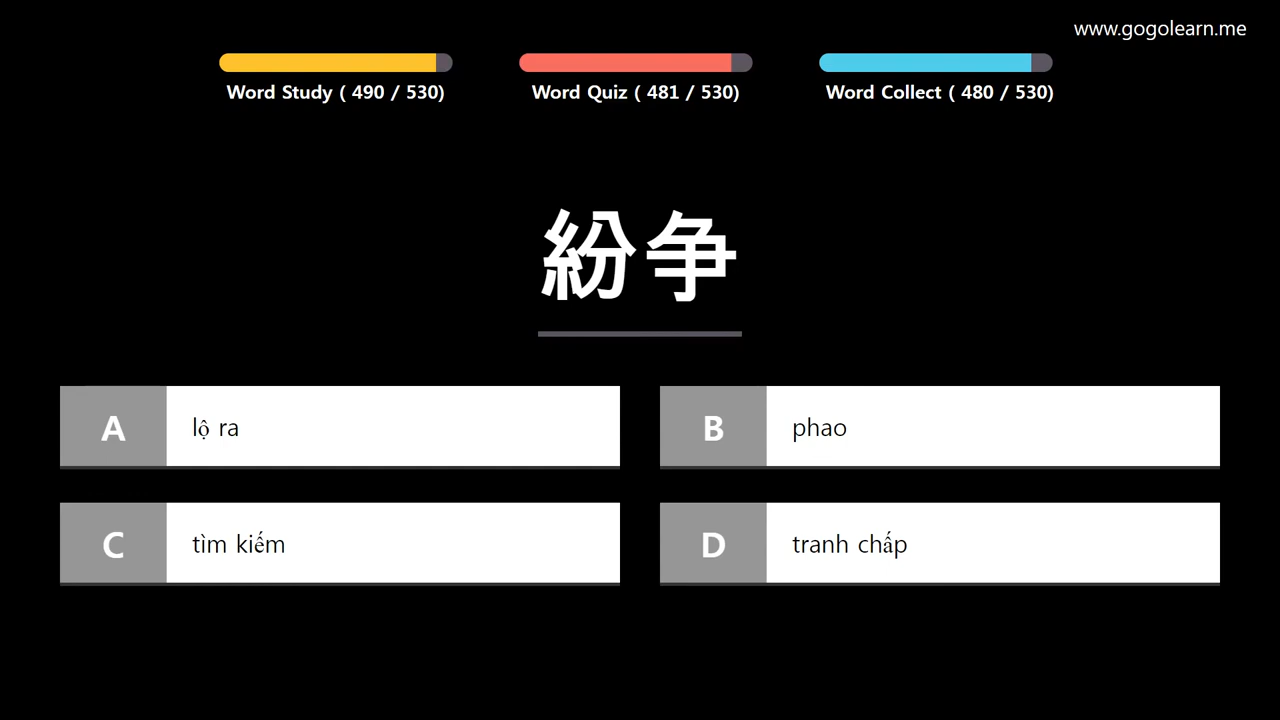 www.gogolearn.me
Word Study ( 490 / 530)
Word Quiz ( 481 / 530)
Word Collect ( 480 / 530)
紛争
A
lộ ra
B
phao
C
tìm kiếm
D
tranh chấp